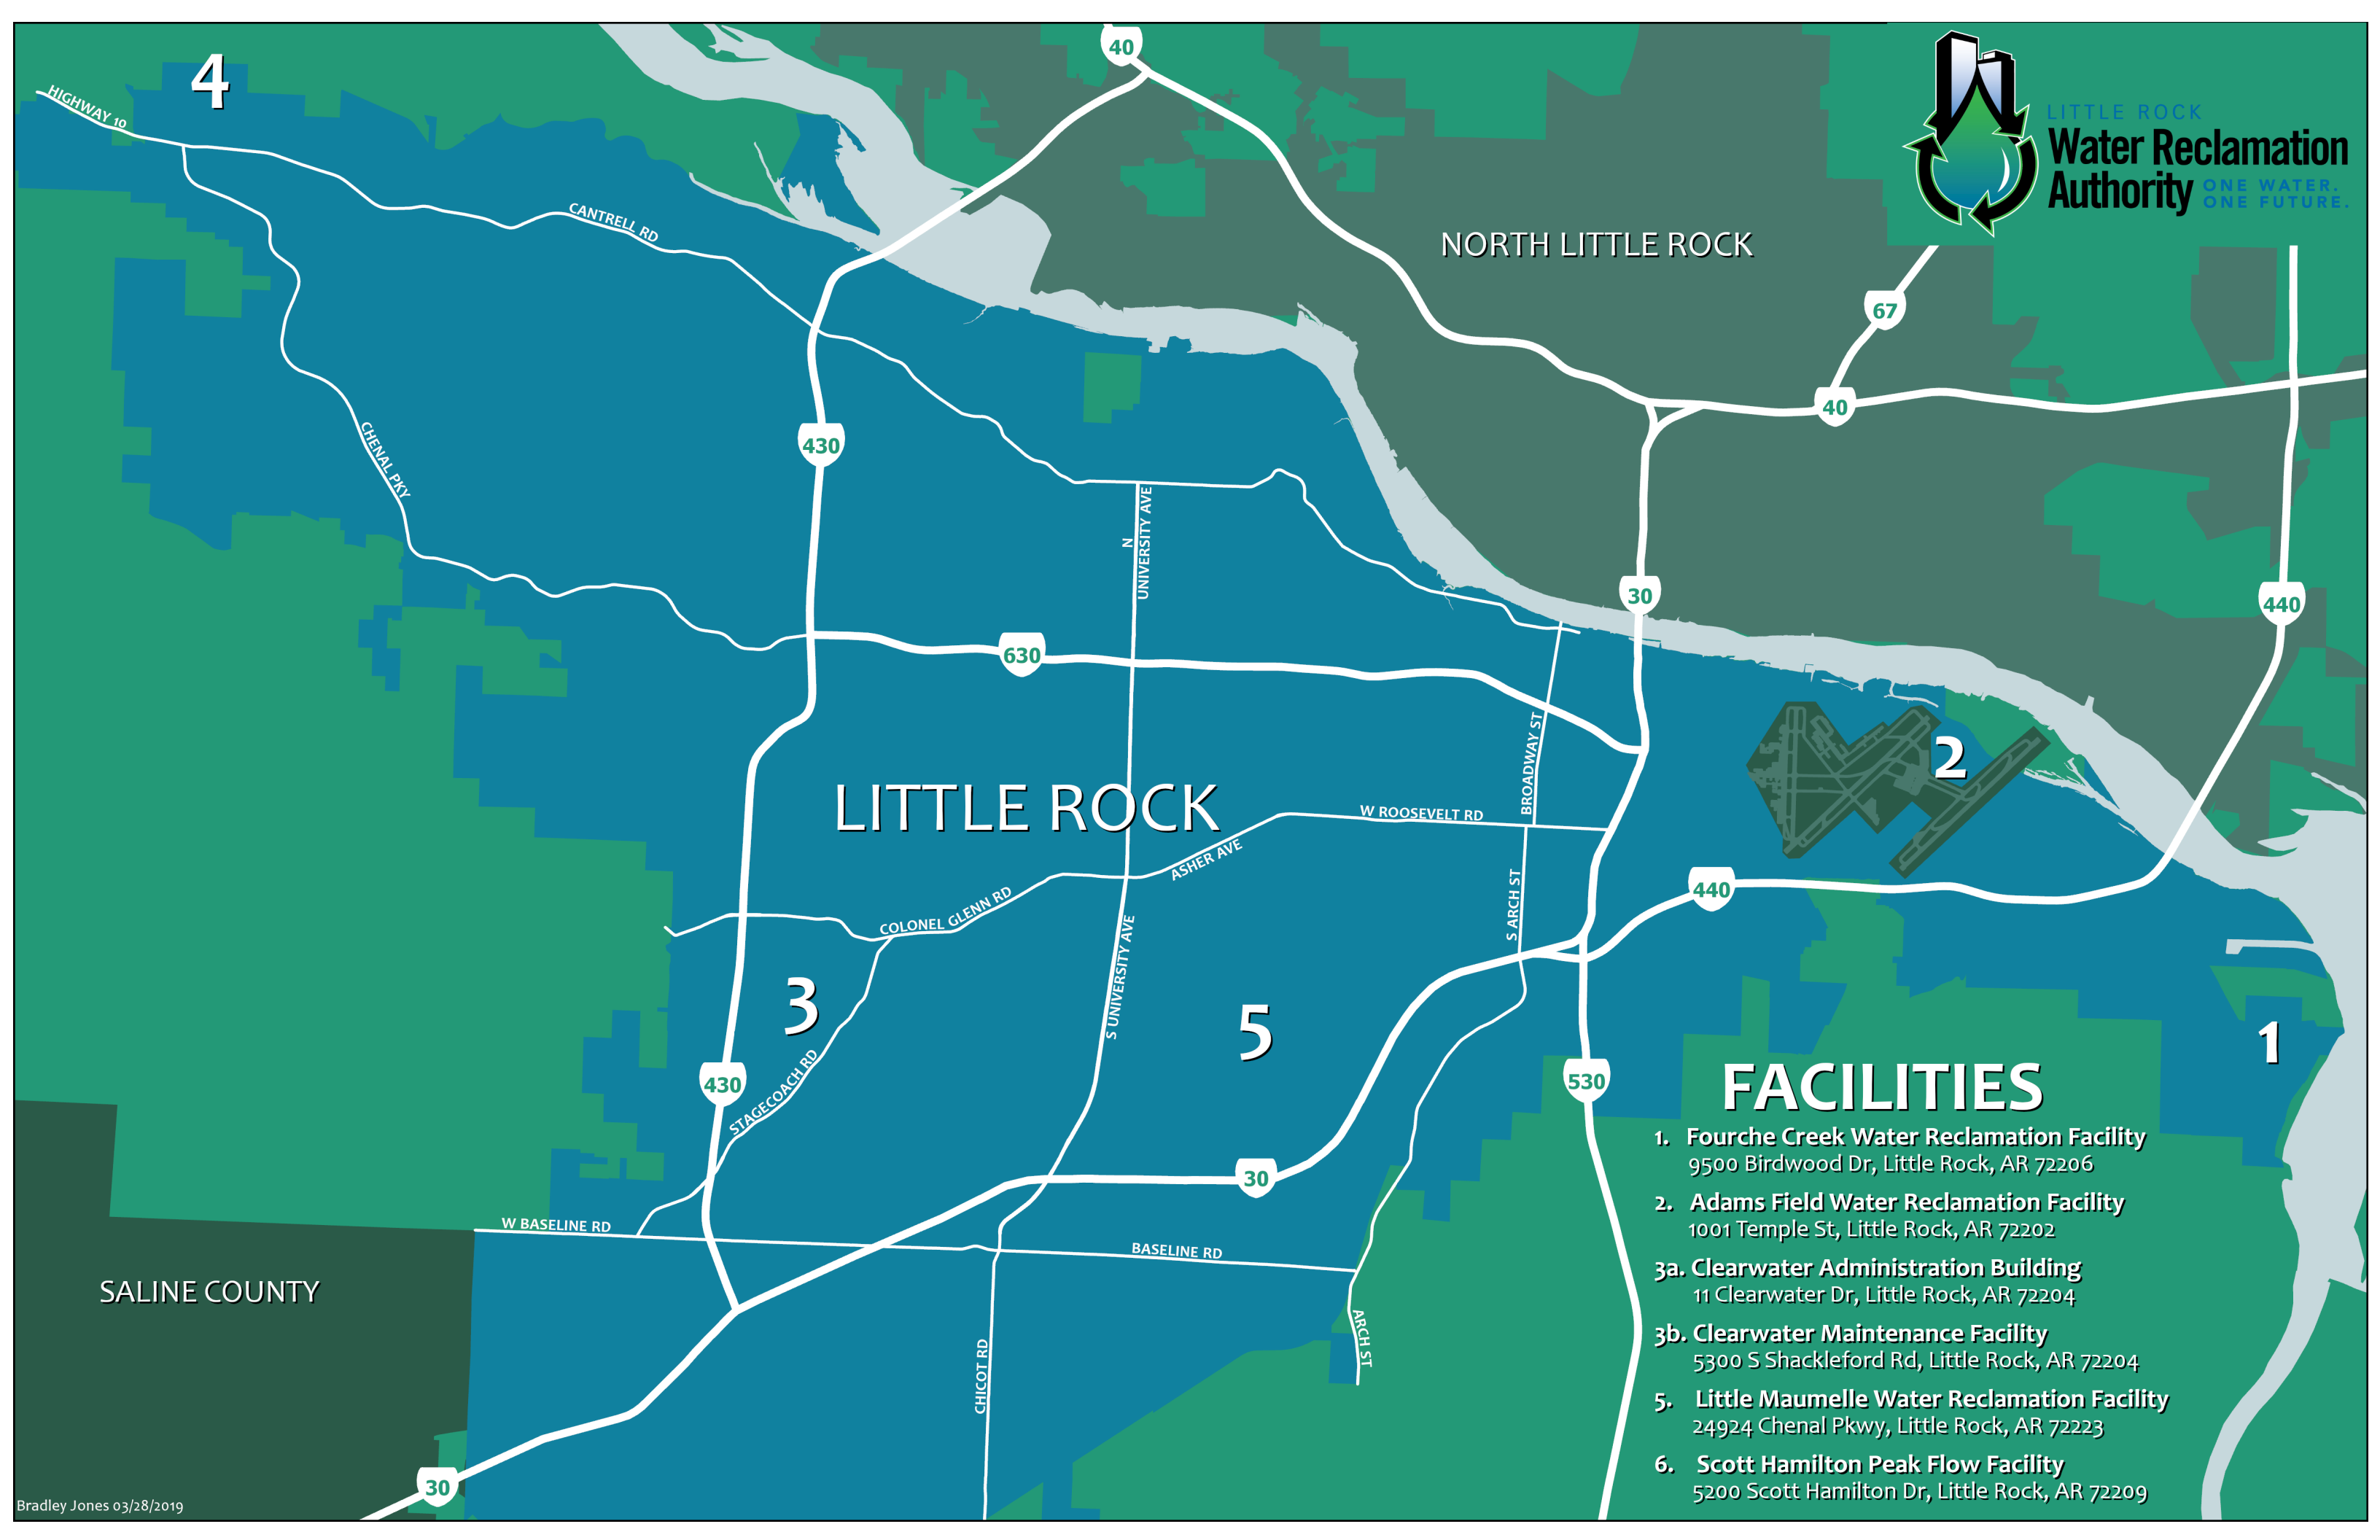 40
4
HIGHWAY 10
LITTLE ROCK
Water Reclamation
Authority
ONE WATER.
ONE FUTURE.
CANTRELL RD
NORTH LITTLE ROCK
67
40
430
CHENAL PKY
N
UNIVERSITY AVE
30
440
630
BROADWAY ST
2
LITTLE ROCK
W ROOSEVELT RD
ASHER AVE
440
COLONEL GLENN RD
S ARCH ST
S UNIVERSITY AVE
3
5
1
430
STAGECOACH RD
530
30
W BASELINE RD
BASELINE RD
SALINE COUNTY
ARCH ST
CHICOT RD
30
FACILITIES
1. Fourche Creek Water Reclamation Facility
9500 Birdwood Dr, Little Rock, AR 72206
2. Adams Field Water Reclamation Facility
1001 Temple St, Little Rock, AR 72202
3a. Clearwater Administration Building
11 Clearwater Dr, Little Rock, AR 72204
3b. Clearwater Maintenance Facility
5300 S Shackleford Rd, Little Rock, AR 72204
5. Little Maumelle Water Reclamation Facility
24924 Chenal Pkwy, Little Rock, AR 72223
6. Scott Hamilton Peak Flow Facility
5200 Scott Hamilton Dr, Little Rock, AR 72209
Bradley Jones 03/28/2019